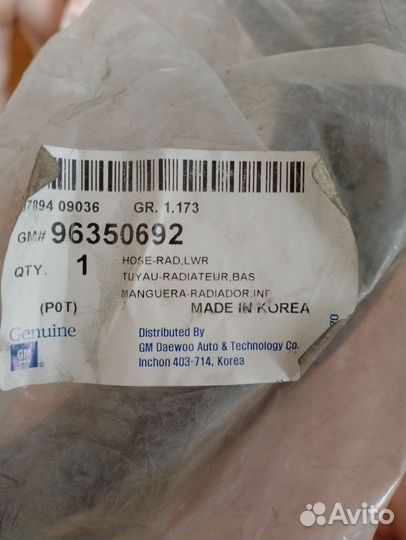 07894 09036 GR. 1.173
GM# 96350692
QTY. 1 HOSE-RAD,LWR
TUYAU-RADIATEUR,BAS
MANGUERA-RADIADOR,INF
(P0T) MADE IN KOREA
Genuine
GM
Distributed By
GM Daewoo Auto & Technology Co.
Inchon 403-714, Korea
Avito